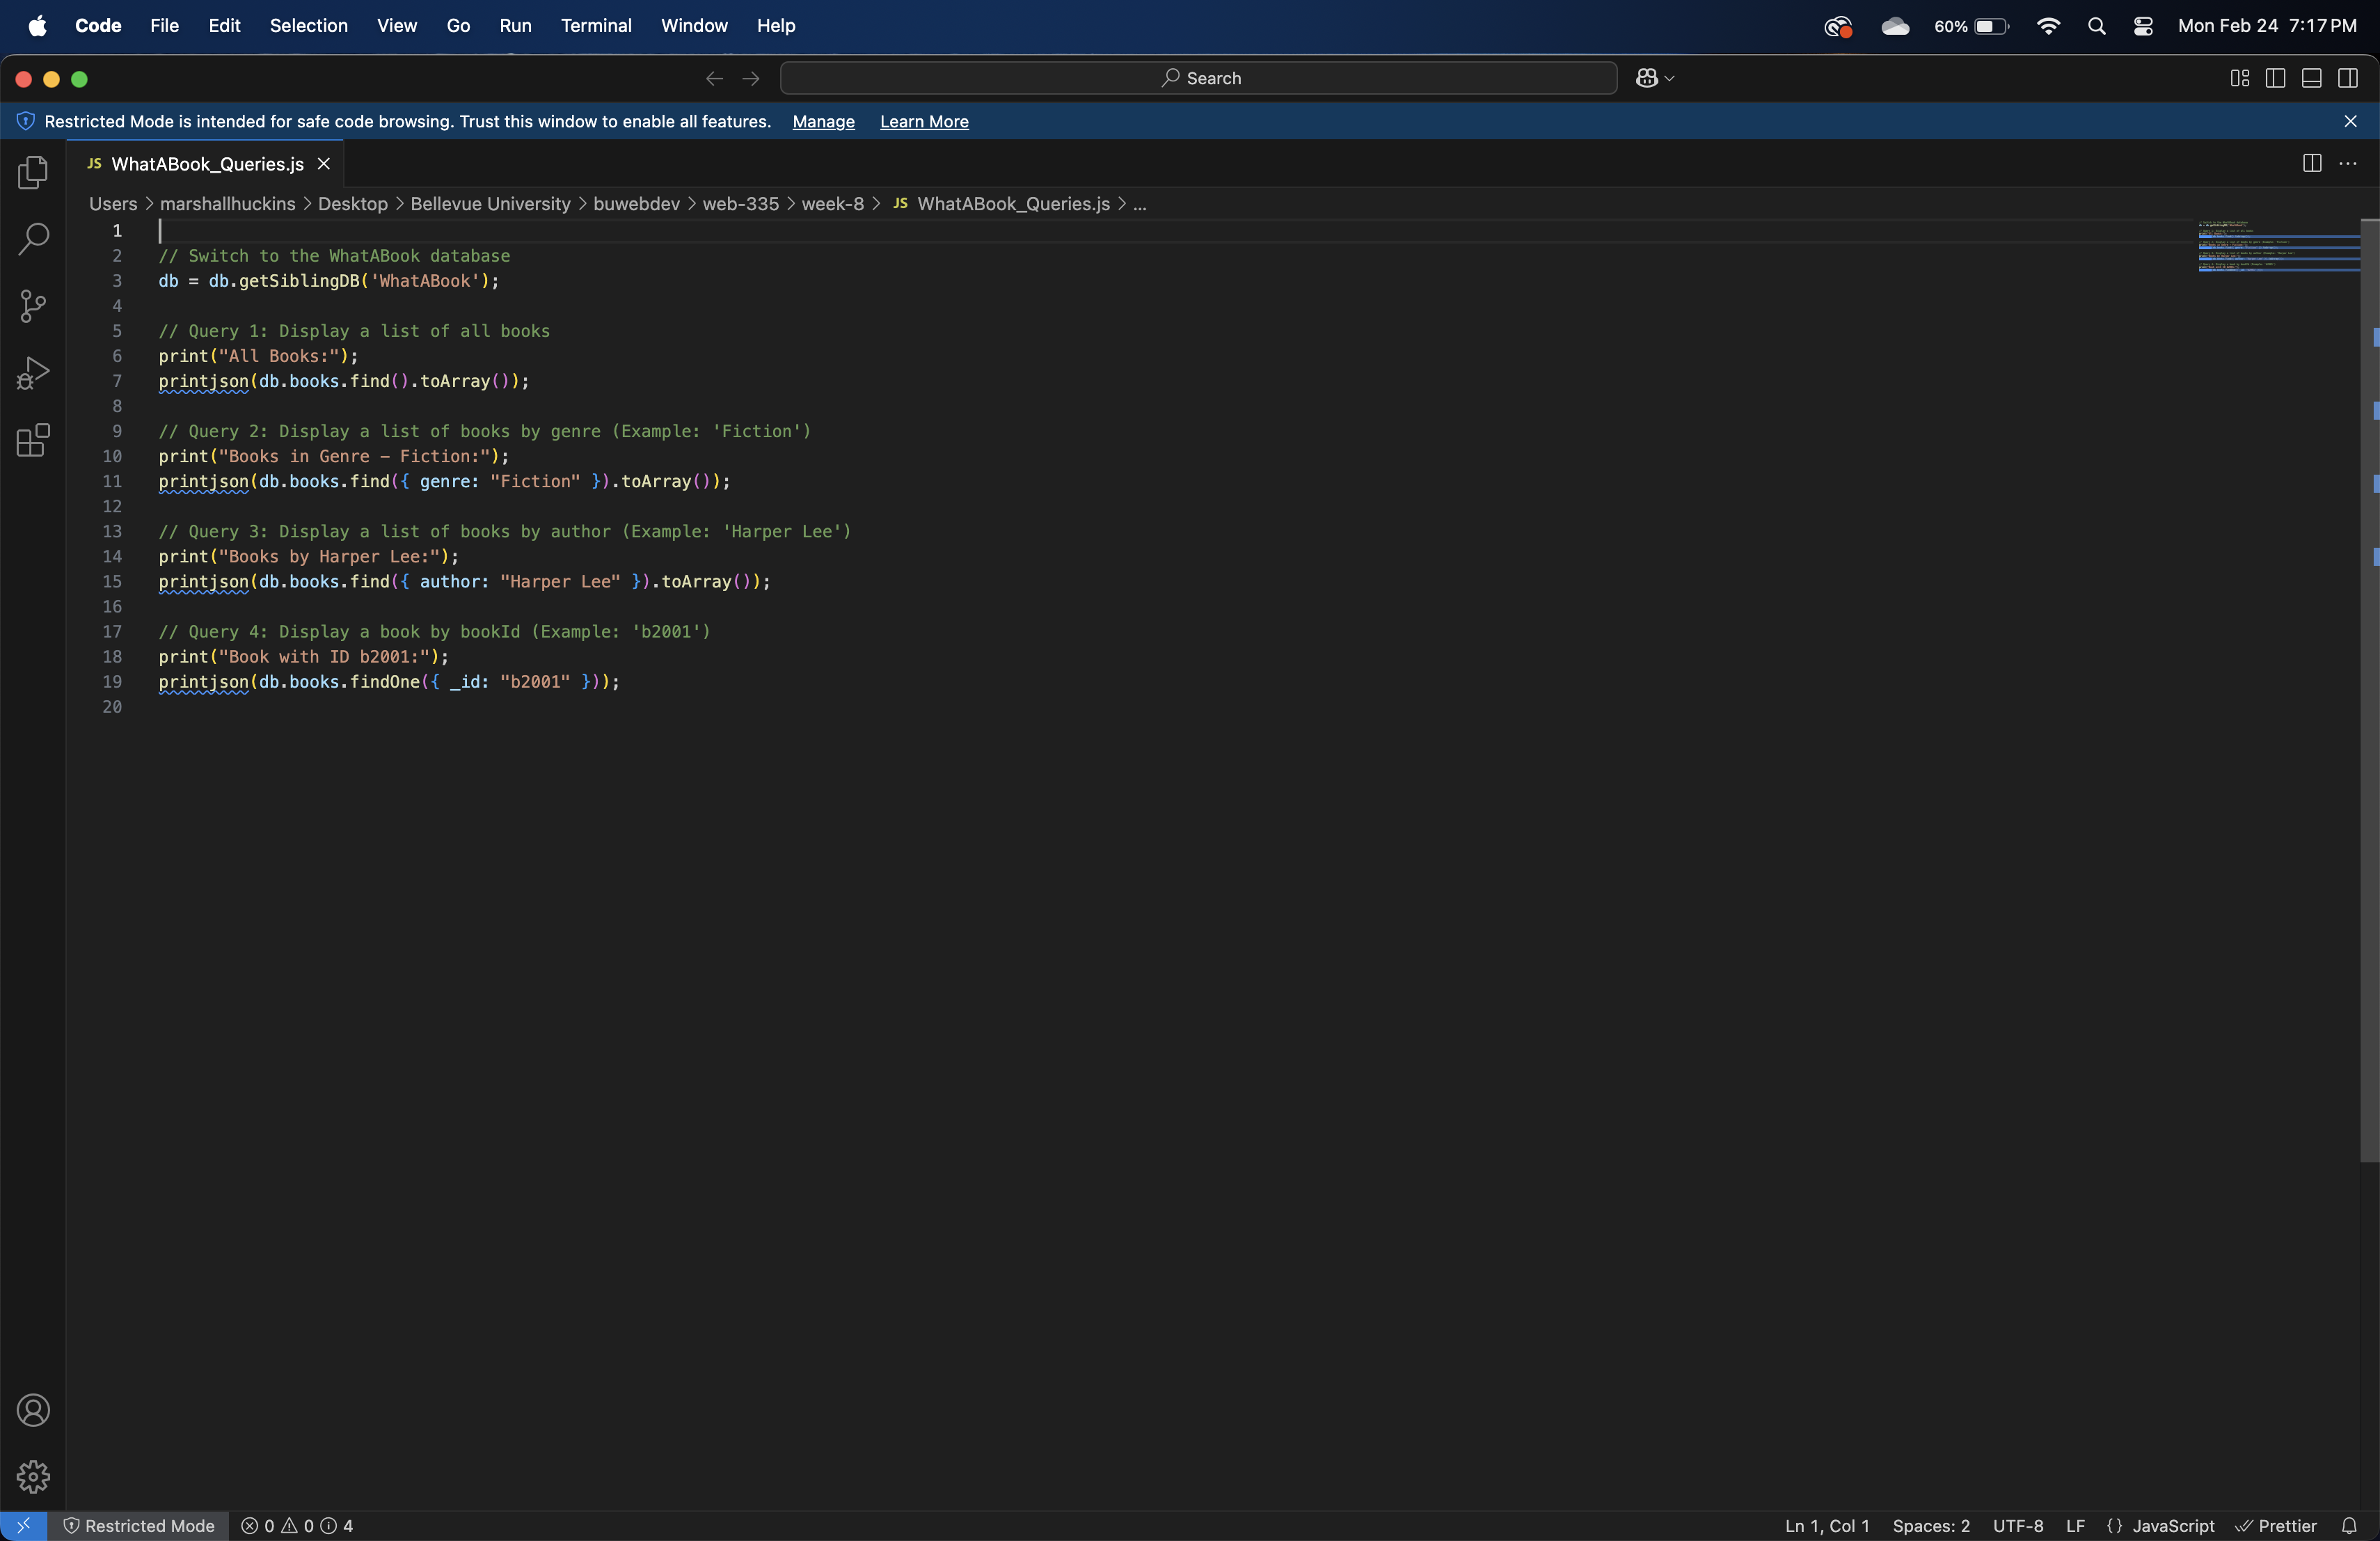 Code File Edit Selection View Go Run Terminal Window Help 60% Mon Feb 24 7:17 PM
Search
Restricted Mode is intended for safe code browsing. Trust this window to enable all features. Manage Learn More
JS WhatABook_Queries.js
Users > marshallhuckins > Desktop > Bellevue University > buwebdev > web-335 > week-8 > JS WhatABook_Queries.js > ...
1
2 // Switch to the WhatABook database
3 db = db.getSiblingDB('WhatABook');
4
5 // Query 1: Display a list of all books
6 print("All Books:");
7 printjson(db.books.find().toArray());
8
9 // Query 2: Display a list of books by genre (Example: 'Fiction')
10 print("Books in Genre - Fiction:");
11 printjson(db.books.find({ genre: "Fiction" }).toArray());
12
13 // Query 3: Display a list of books by author (Example: 'Harper Lee')
14 print("Books by Harper Lee:");
15 printjson(db.books.find({ author: "Harper Lee" }).toArray());
16
17 // Query 4: Display a book by bookId (Example: 'b2001')
18 print("Book with ID b2001:");
19 printjson(db.books.findOne({ _id: "b2001" }));
20
Restricted Mode 0 0 4 Ln 1, Col 1 Spaces: 2 UTF-8 LF {} JavaScript Prettier